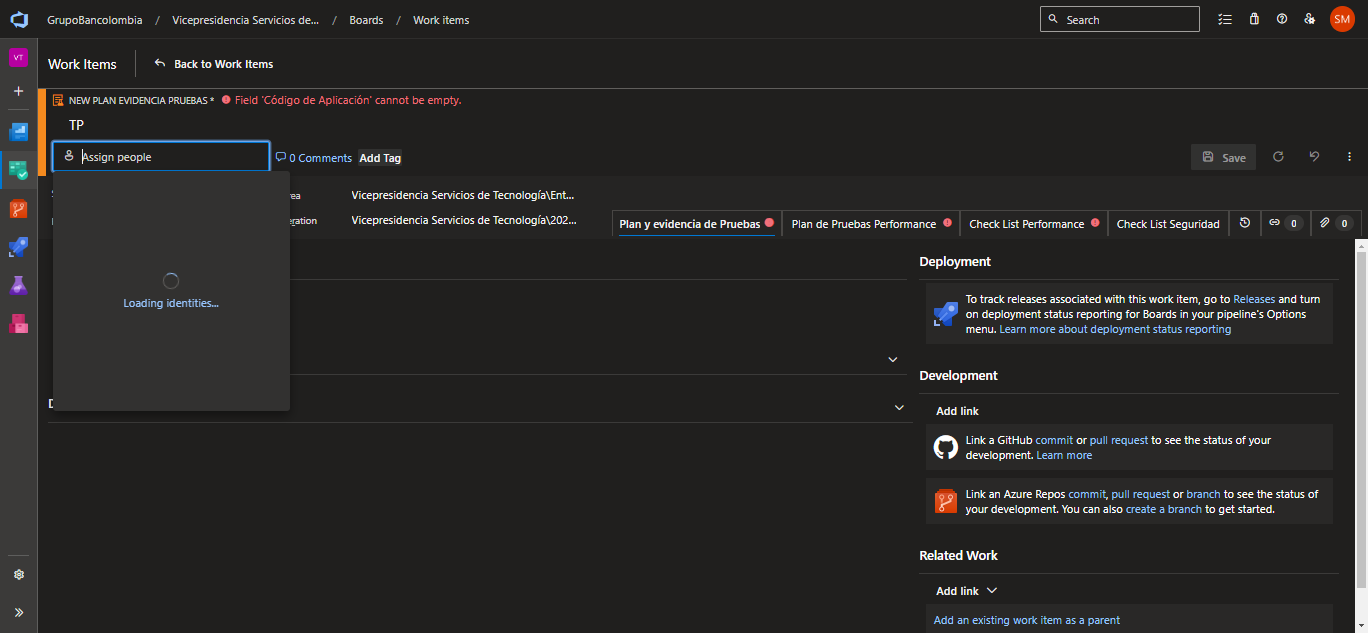 GrupoBancolombia / Vicepresidencia Servicios de... / Boards / Work items
Search
SM
VT
Work Items
Back to Work Items
NEW PLAN EVIDENCIA PRUEBAS * Field 'Código de Aplicación' cannot be empty.
TP
Assign people
0 Comments
Add Tag
Save
Vicepresidencia Servicios de Tecnología\Ent...
Vicepresidencia Servicios de Tecnología\202...
Plan y evidencia de Pruebas
Plan de Pruebas Performance
Check List Performance
Check List Seguridad
0
0
Loading identities...
Deployment
To track releases associated with this work item, go to Releases and turn
on deployment status reporting for Boards in your pipeline's Options
menu. Learn more about deployment status reporting
Development
Add link
Link a GitHub commit or pull request to see the status of your
development. Learn more
Link an Azure Repos commit, pull request or branch to see the status of
your development. You can also create a branch to get started.
Related Work
Add link
Add an existing work item as a parent